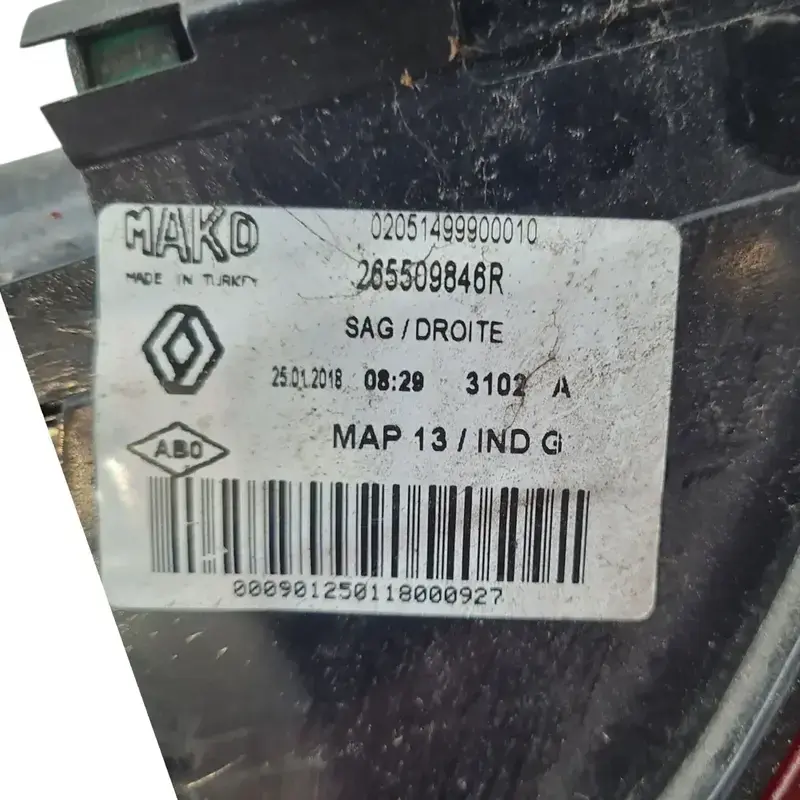 MAKO
02051499900010
MADE IN TURKEY
265509846R
SAG / DROITE
25.01.2018 08:29 3102 A
ABO
MAP 13 / IND G
000901250118000927